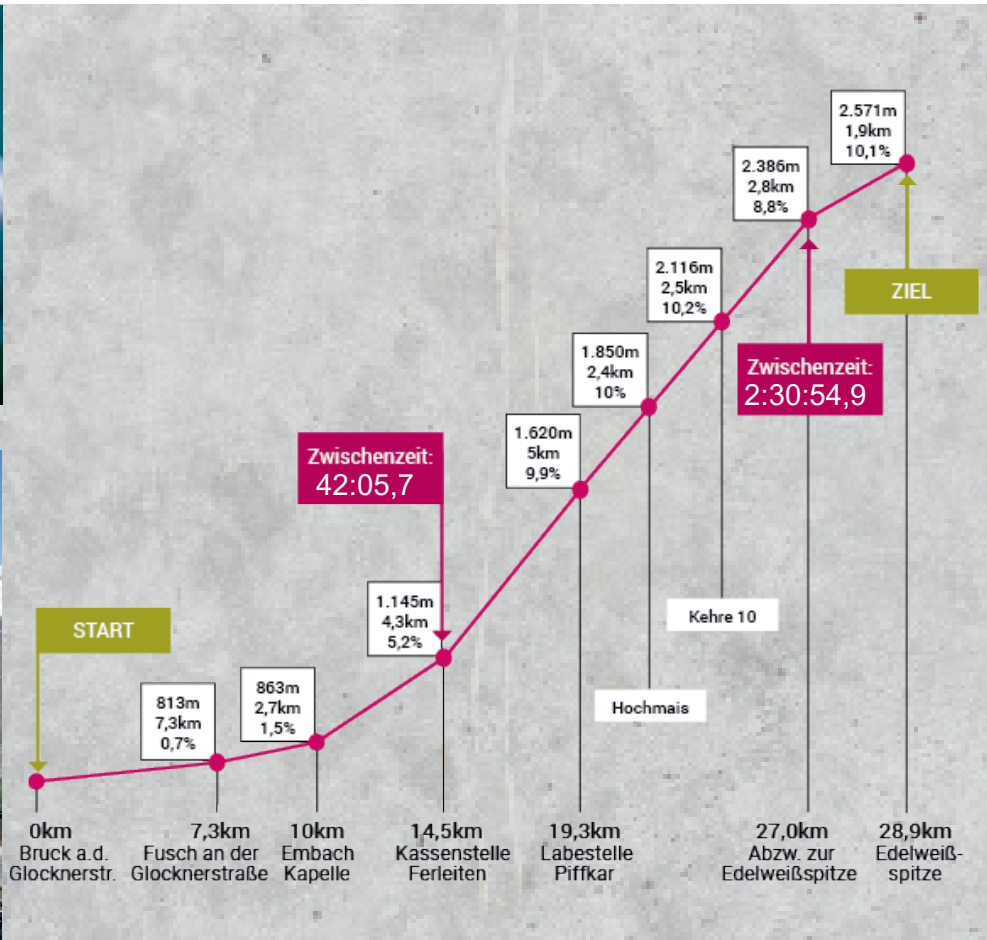 2.571m
1,9km
10,1%
2.386m
2,8km
8,8%
2.116m
2,5km
10,2%
ZIEL
1.850m
2,4km
10%
Zwischenzeit:
2:30:54,9
1.620m
5km
9,9%
Zwischenzeit:
42:05,7
1.145m
4,3km
5,2%
Kehre 10
START
863m
2,7km
1,5%
813m
7,3km
0,7%
Hochmais
0km
Bruck a.d.
Glocknerstr.
7,3km
Fusch an der
Glocknerstraße
10km
Embach
Kapelle
14,5km
Kassenstelle
Ferleiten
19,3km
Labestelle
Piffkar
27,0km
Abzw. zur
Edelweißspitze
28,9km
Edelweiß-
spitze